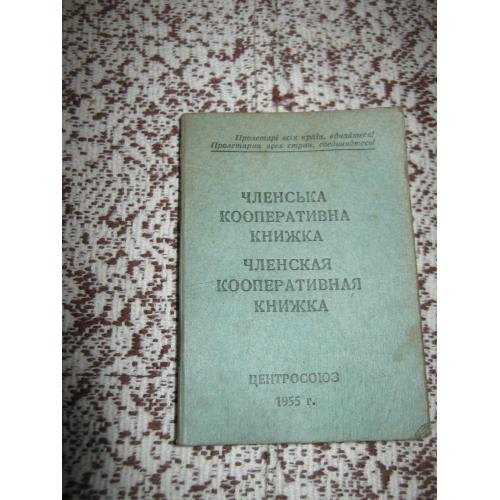 Пролетарі всіх країн, єднайтеся!
Пролетарии всех стран, соединяйтесь!
ЧЛЕНСЬКА
КООПЕРАТИВНА
КНИЖКА
ЧЛЕНСКАЯ
КООПЕРАТИВНАЯ
КНИЖКА
ЦЕНТРОСОЮЗ
1955 г.